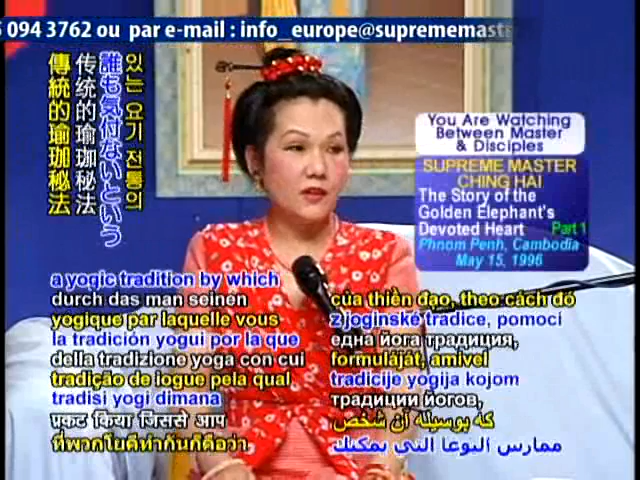 094 3762 ou par e-mail : info_europe@suprememast
傳統的瑜珈秘法
传统的瑜珈秘法
誰も気付ないという
있는 요기 전통의
You Are Watching
Between Master
& Disciples
SUPREME MASTER
CHING HAI
The Story of the
Golden Elephant's
Devoted Heart Part 1
Phnom Penh, Cambodia
May 15, 1996
a yogic tradition by which
durch das man seinen
yogique par laquelle vous
la tradición yogui por la que
della tradizione yoga con cui
tradição de iogue pela qual
tradisi yogi dimana
प्रकट किया जिससे आप
ที่พวกโยคีทำกันก็คือว่า
của thiền đạo, theo cách đó
z joginské tradice, pomocí
една йога традиция,
formuláját, amivel
tradicije yogija kojom
традиции йогов,
که بوسیله آن شخص
ممارس اليوغا التي يمكنك